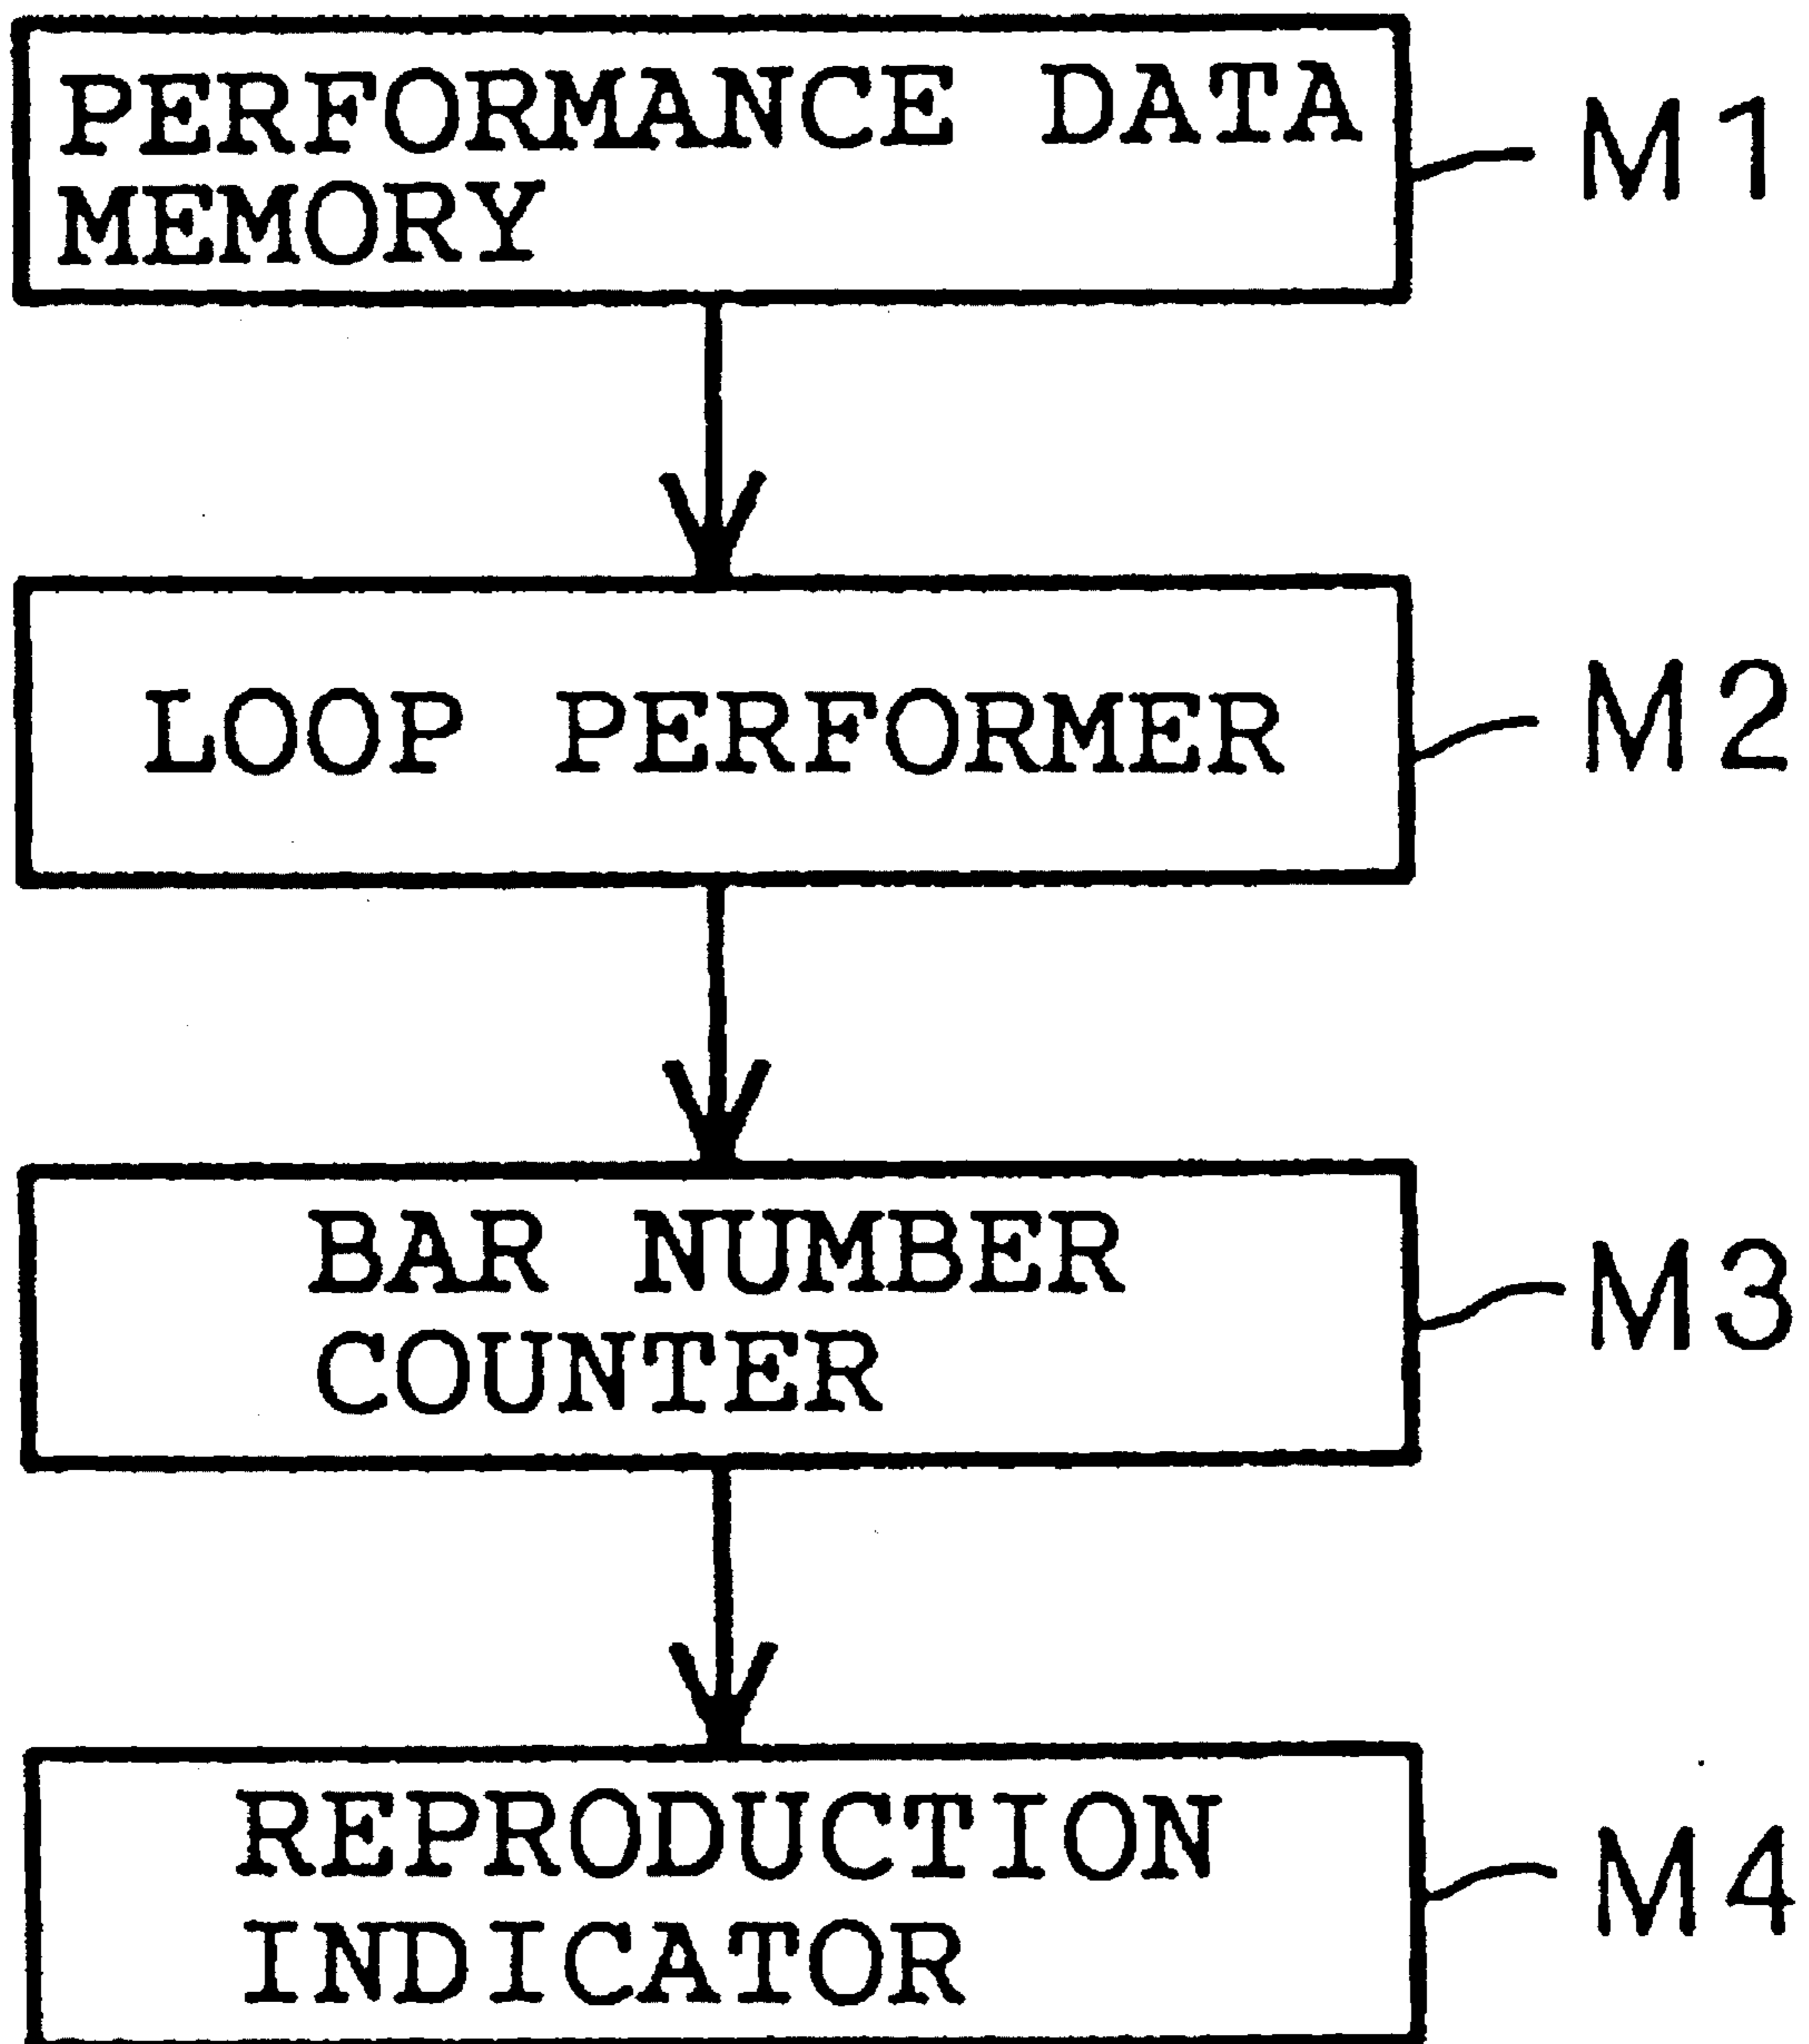 PERFORMANCE DATA
MEMORY
M1
LOOP PERFORMER
M2
BAR NUMBER
COUNTER
M3
REPRODUCTION
INDICATOR
M4